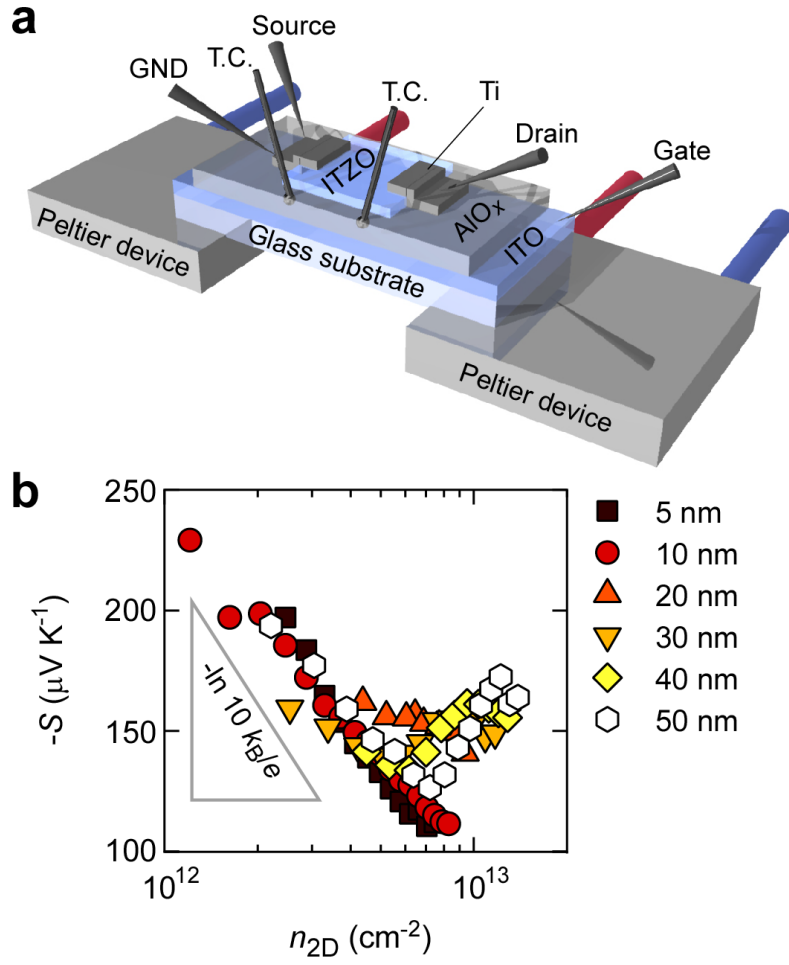 a
Source
T.C.
GND
T.C.
Ti
Drain
Gate
ITZO
AlOₓ
ITO
Glass substrate
Peltier device
Peltier device
b
250
200
150
100
-S (μV K⁻¹)
-ln 10 k_B/e
10¹²
10¹³
n₂D (cm⁻²)
5 nm
10 nm
20 nm
30 nm
40 nm
50 nm